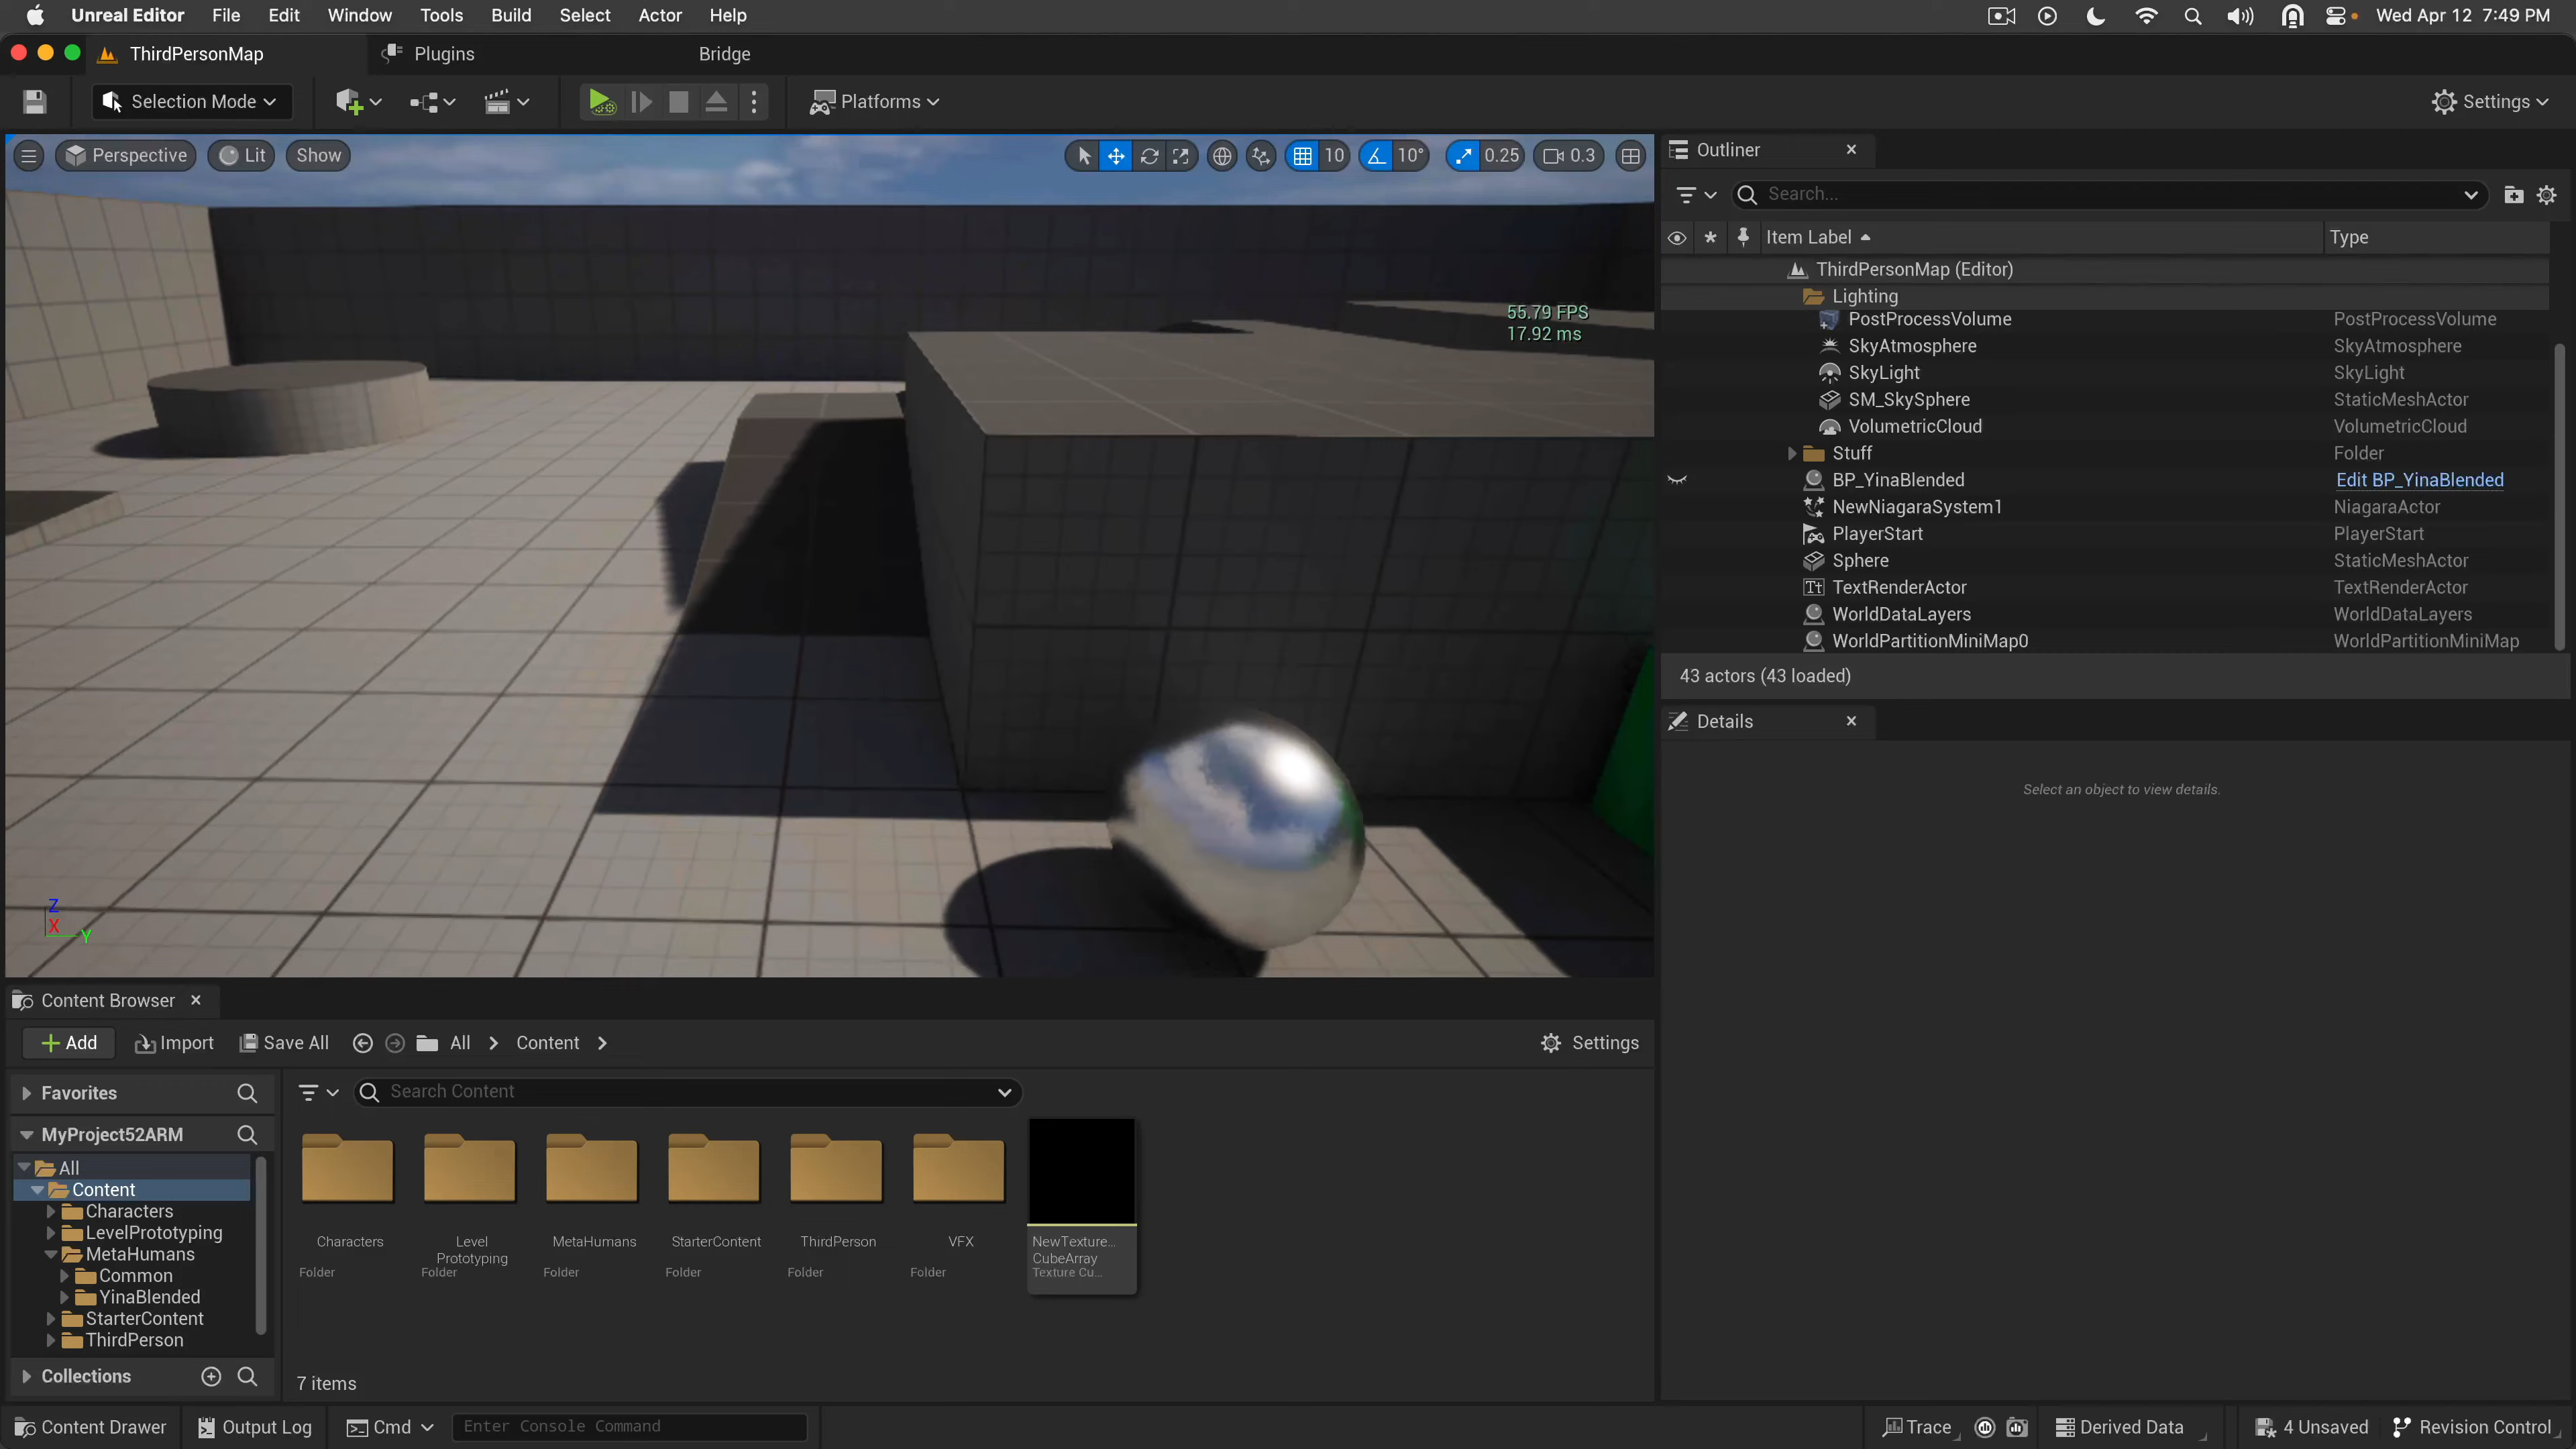 Unreal Editor File Edit Window Tools Build Select Actor Help Wed Apr 12 7:49 PM
ThirdPersonMap Plugins Bridge
Selection Mode Platforms Settings
Perspective Lit Show 10 10° 0.25 0.3
55.79 FPS
17.92 ms
Z
X
Y
Outliner
Search...
Item Label Type
ThirdPersonMap (Editor)
Lighting
PostProcessVolume PostProcessVolume
SkyAtmosphere SkyAtmosphere
SkyLight SkyLight
SM_SkySphere StaticMeshActor
VolumetricCloud VolumetricCloud
Stuff Folder
BP_YinaBlended Edit BP_YinaBlended
NewNiagaraSystem1 NiagaraActor
PlayerStart PlayerStart
Sphere StaticMeshActor
TextRenderActor TextRenderActor
WorldDataLayers WorldDataLayers
WorldPartitionMiniMap0 WorldPartitionMiniMap
43 actors (43 loaded)
Details
Select an object to view details.
Content Browser
Add Import Save All All Content Settings
Favorites
MyProject52ARM
All
Content
Characters
LevelPrototyping
MetaHumans
Common
YinaBlended
StarterContent
ThirdPerson
Collections
Search Content
Characters
Folder
Level
Prototyping
Folder
MetaHumans
Folder
StarterContent
Folder
ThirdPerson
Folder
VFX
Folder
NewTexture...
CubeArray
Texture Cu...
7 items
Content Drawer Output Log Cmd Enter Console Command Trace Derived Data 4 Unsaved Revision Control